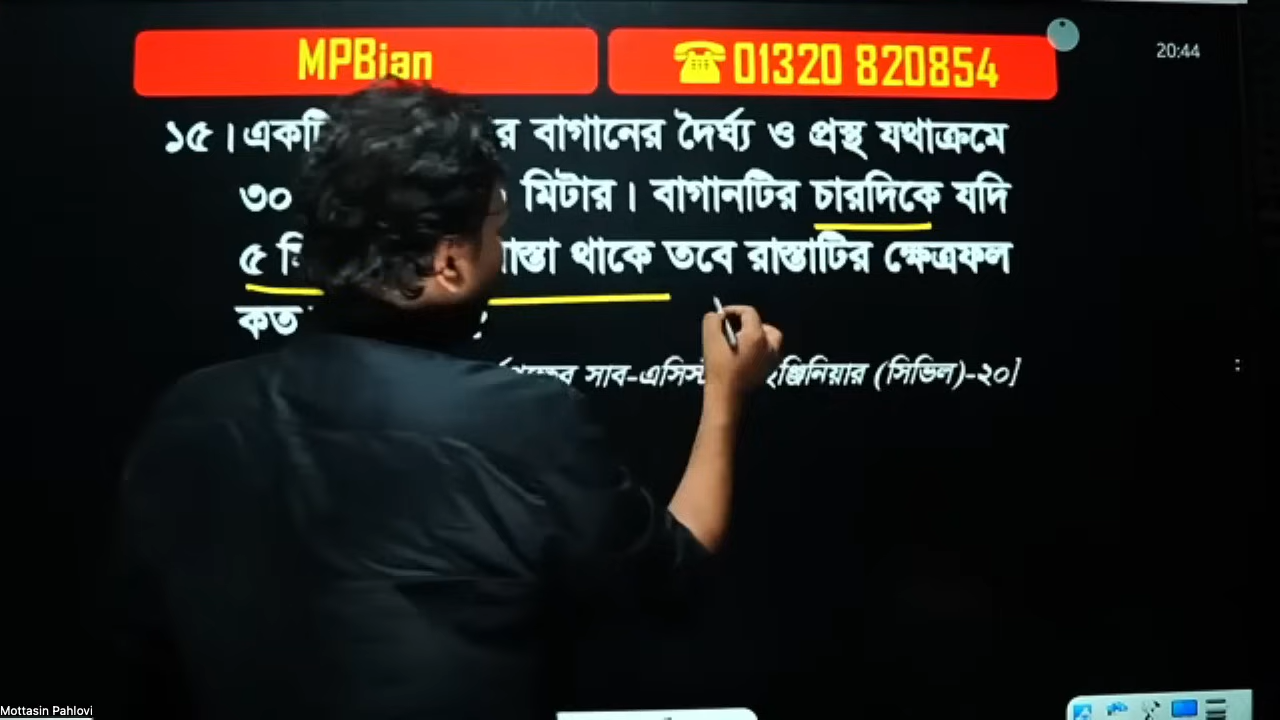 MPBian
☎01320 820854
20:44
১৫। একটি র বাগানের দৈর্ঘ্য ও প্রস্থ যথাক্রমে
৩০ মিটার। বাগানটির চারদিকে যদি
৫ থাকে তবে রাস্তাটির ক্ষেত্রফল
কত
সাব-এসিস্ ইঞ্জিনিয়ার (সিভিল)-২০]
Mottasin Pahlovi